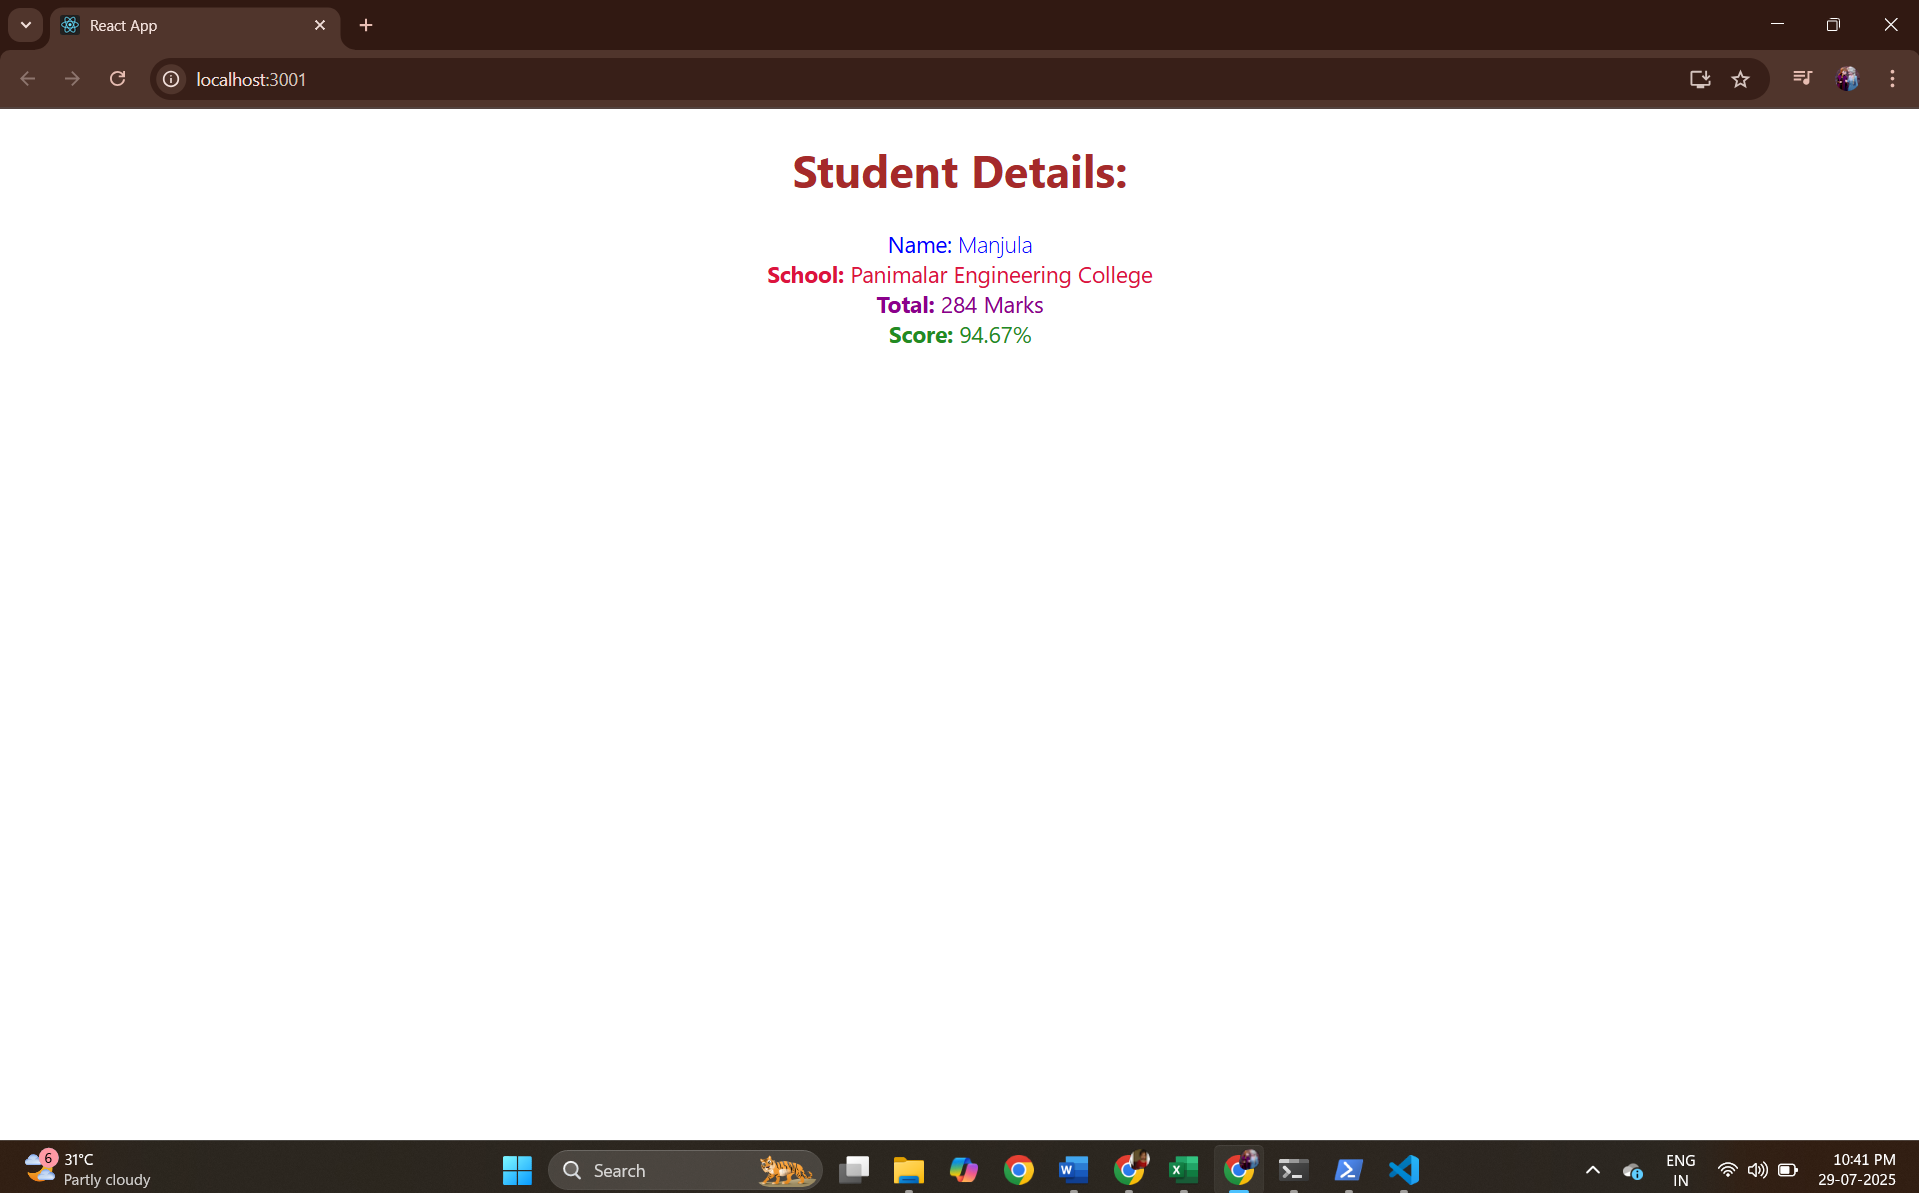 React App
localhost:3001
Student Details:
Name: Manjula
School: Panimalar Engineering College
Total: 284 Marks
Score: 94.67%
6
31°C
Partly cloudy
Search
ENG
IN
10:41 PM
29-07-2025